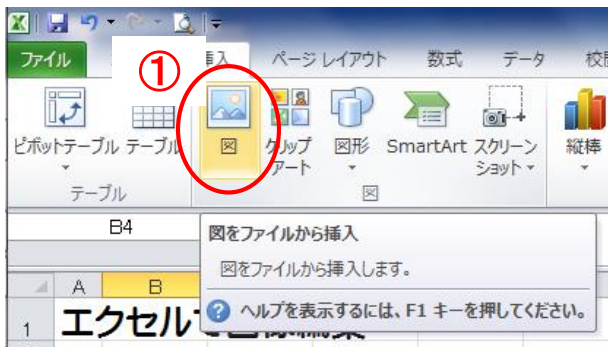 ファイル 挿入 ページ レイアウト 数式 データ
①
ピボットテーブル テーブル 図 クリップアート 図形 SmartArt スクリーンショット 縦棒
テーブル 図
B4
図をファイルから挿入
図をファイルから挿入します。
ヘルプを表示するには、F1 キーを押してください。
A B
1 エクセルで